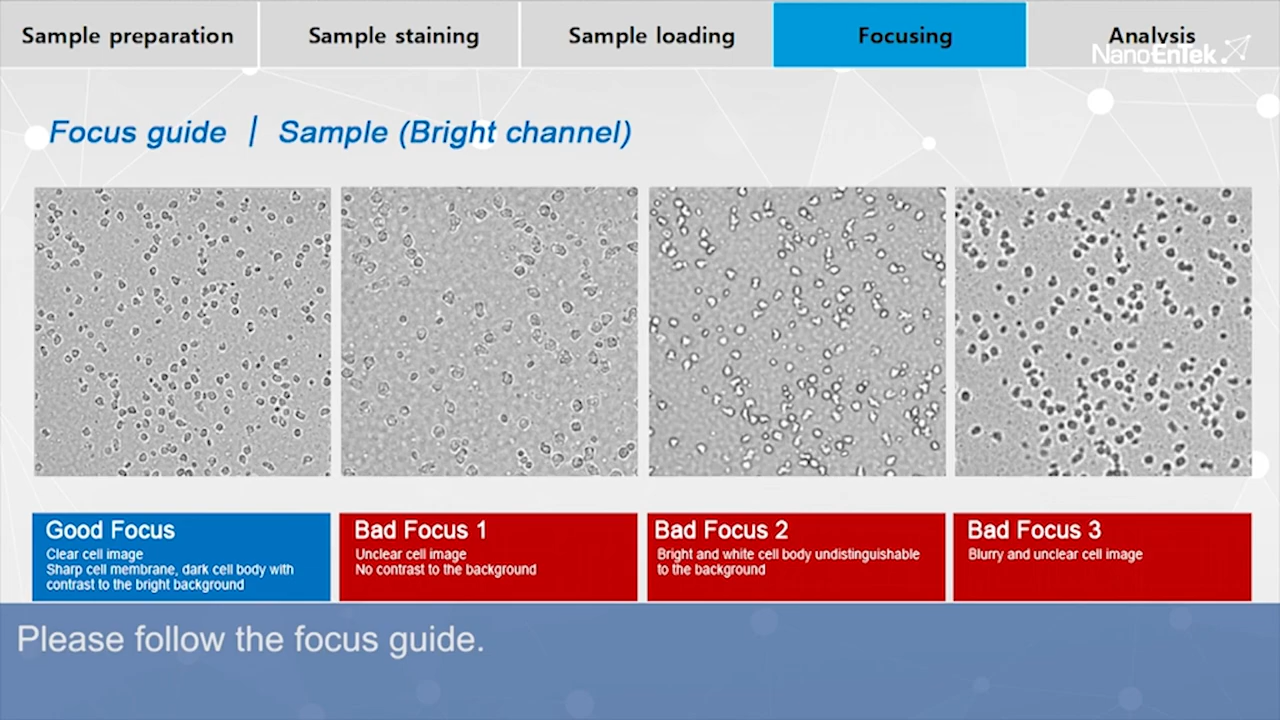 Sample preparation
Sample staining
Sample loading
Focusing
Analysis
NanoEnTek
Focus guide | Sample (Bright channel)
Good Focus
Clear cell image
Sharp cell membrane, dark cell body with
contrast to the bright background
Bad Focus 1
Unclear cell image
No contrast to the background
Bad Focus 2
Bright and white cell body undistinguishable
to the background
Bad Focus 3
Blurry and unclear cell image
Please follow the focus guide.